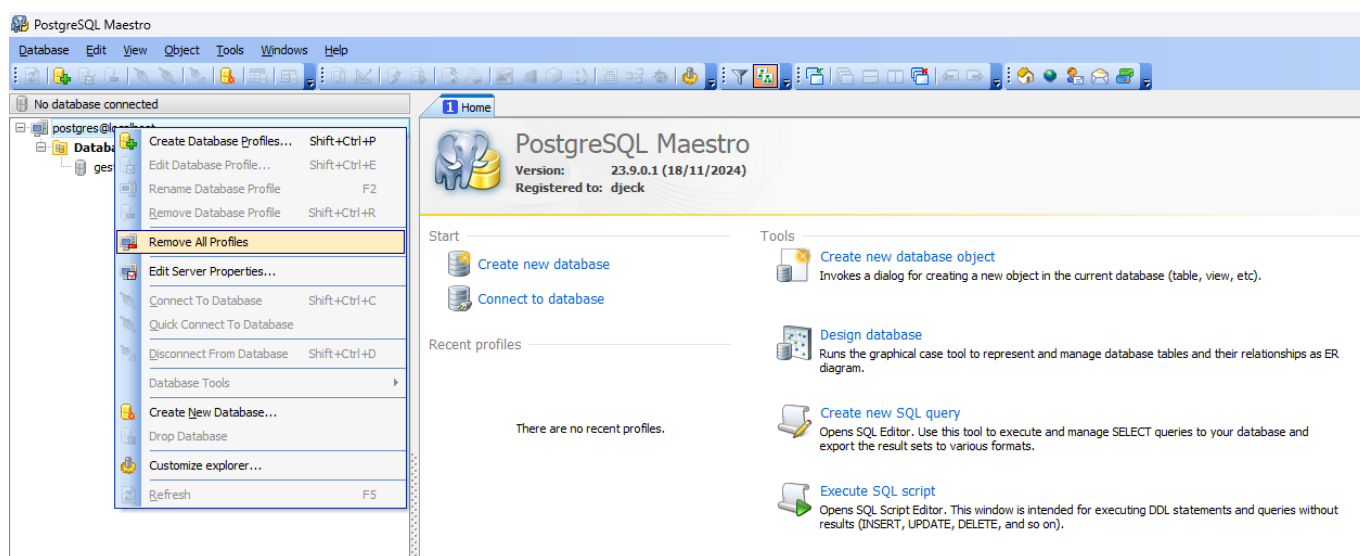 PostgreSQL Maestro
Database Edit View Object Tools Windows Help
No database connected
postgres@localhost
Create Database Profiles... Shift+Ctrl+P
Edit Database Profile... Shift+Ctrl+E
Rename Database Profile F2
Remove Database Profile Shift+Ctrl+R
Remove All Profiles
Edit Server Properties...
Connect To Database Shift+Ctrl+C
Quick Connect To Database
Disconnect From Database Shift+Ctrl+D
Database Tools
Create New Database...
Drop Database
Customize explorer...
Refresh F5
1 Home
PostgreSQL Maestro
Version: 23.9.0.1 (18/11/2024)
Registered to: djeck
Start
Create new database
Connect to database
Recent profiles
There are no recent profiles.
Tools
Create new database object
Invokes a dialog for creating a new object in the current database (table, view, etc).
Design database
Runs the graphical case tool to represent and manage database tables and their relationships as ER
diagram.
Create new SQL query
Opens SQL Editor. Use this tool to execute and manage SELECT queries to your database and
export the result sets to various formats.
Execute SQL script
Opens SQL Script Editor. This window is intended for executing DDL statements and queries without
results (INSERT, UPDATE, DELETE, and so on).